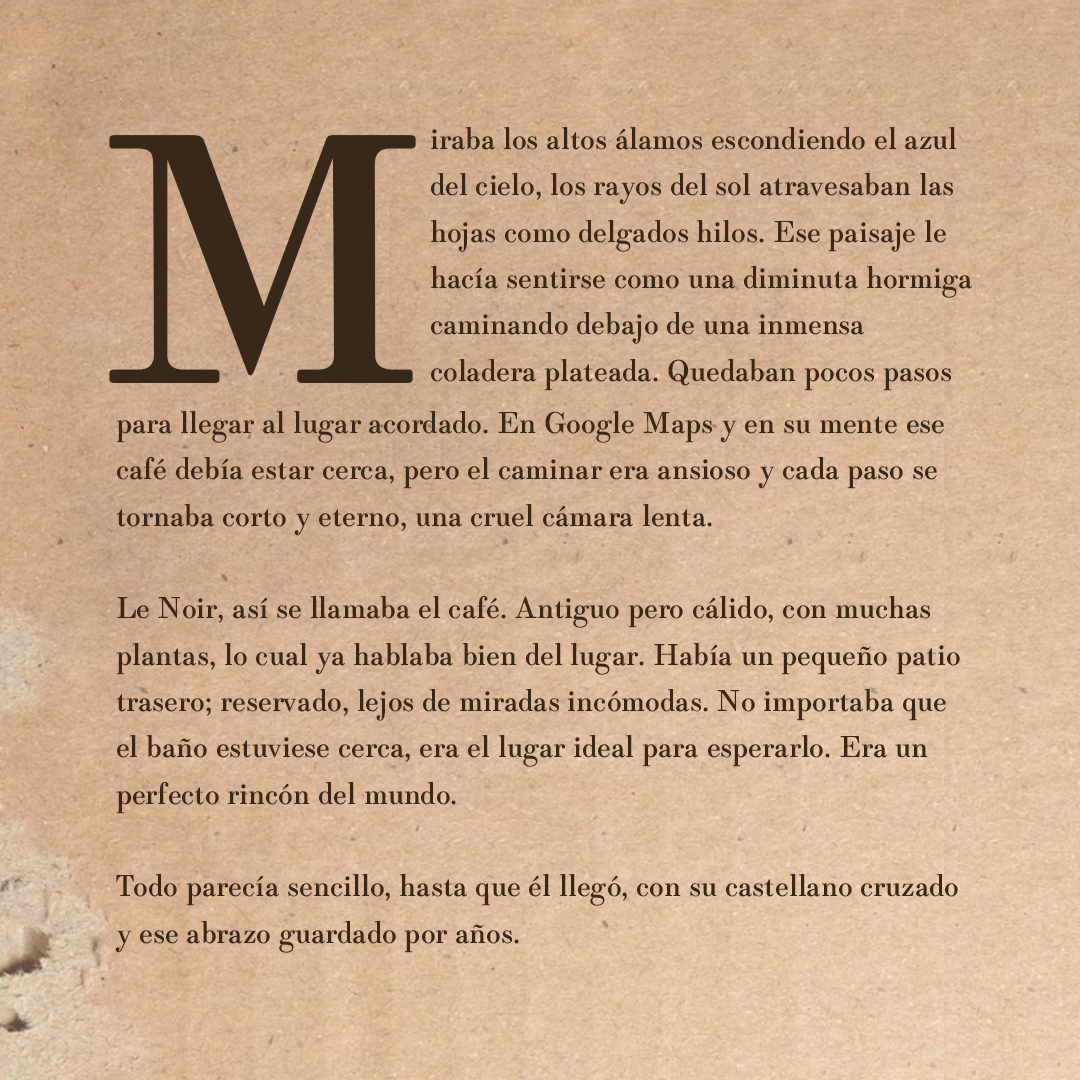 Miraba los altos álamos escondiendo el azul
del cielo, los rayos del sol atravesaban las
hojas como delgados hilos. Ese paisaje le
hacía sentirse como una diminuta hormiga
caminando debajo de una inmensa
coladera plateada. Quedaban pocos pasos
para llegar al lugar acordado. En Google Maps y en su mente ese
café debía estar cerca, pero el caminar era ansioso y cada paso se
tornaba corto y eterno, una cruel cámara lenta.
Le Noir, así se llamaba el café. Antiguo pero cálido, con muchas
plantas, lo cual ya hablaba bien del lugar. Había un pequeño patio
trasero; reservado, lejos de miradas incómodas. No importaba que
el baño estuviese cerca, era el lugar ideal para esperarlo. Era un
perfecto rincón del mundo.
Todo parecía sencillo, hasta que él llegó, con su castellano cruzado
y ese abrazo guardado por años.